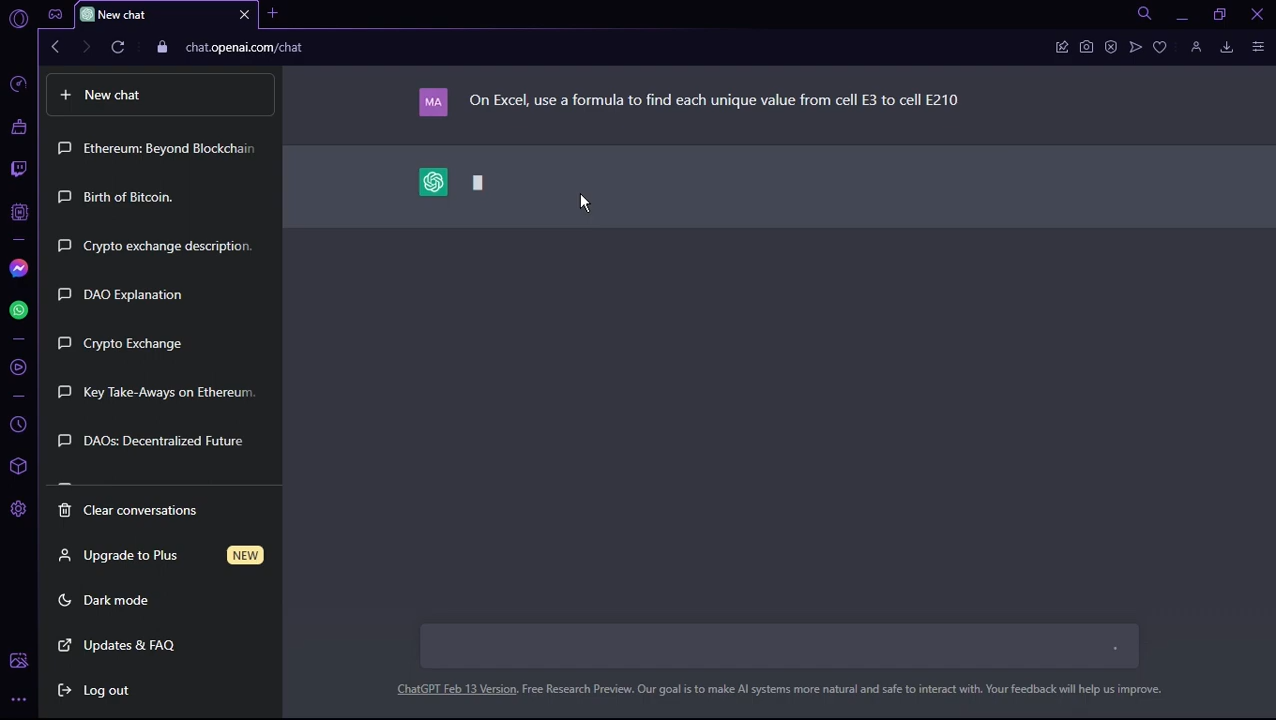 New chat
chat.openai.com/chat
New chat
Ethereum: Beyond Blockchain
Birth of Bitcoin.
Crypto exchange description.
DAO Explanation
Crypto Exchange
Key Take-Aways on Ethereum.
DAOs: Decentralized Future
Clear conversations
Upgrade to Plus NEW
Dark mode
Updates & FAQ
Log out
MA On Excel, use a formula to find each unique value from cell E3 to cell E210
ChatGPT Feb 13 Version. Free Research Preview. Our goal is to make AI systems more natural and safe to interact with. Your feedback will help us improve.